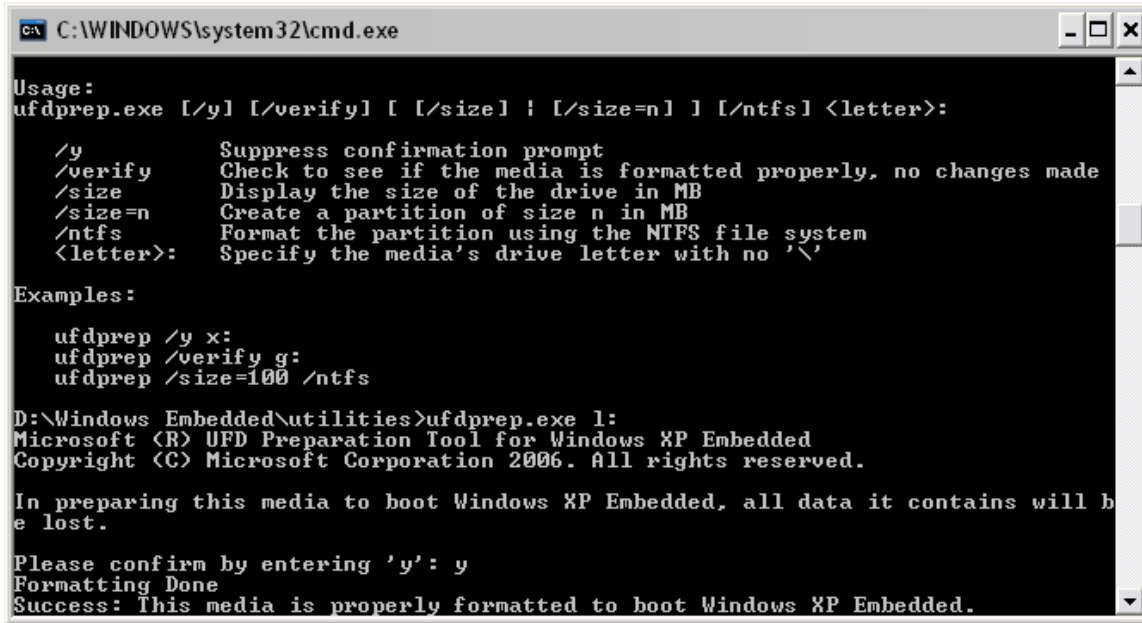 C:\WINDOWS\system32\cmd.exe
Usage:
ufdprep.exe [/y] [/verify] [ [/size] ¦ [/size=n] ] [/ntfs] <letter>:
/y Suppress confirmation prompt
/verify Check to see if the media is formatted properly, no changes made
/size Display the size of the drive in MB
/size=n Create a partition of size n in MB
/ntfs Format the partition using the NTFS file system
<letter>: Specify the media's drive letter with no '\'
Examples:
ufdprep /y x:
ufdprep /verify g:
ufdprep /size=100 /ntfs
D:\Windows Embedded\utilities>ufdprep.exe l:
Microsoft (R) UFD Preparation Tool for Windows XP Embedded
Copyright (C) Microsoft Corporation 2006. All rights reserved.
In preparing this media to boot Windows XP Embedded, all data it contains will b
e lost.
Please confirm by entering 'y': y
Formatting Done
Success: This media is properly formatted to boot Windows XP Embedded.